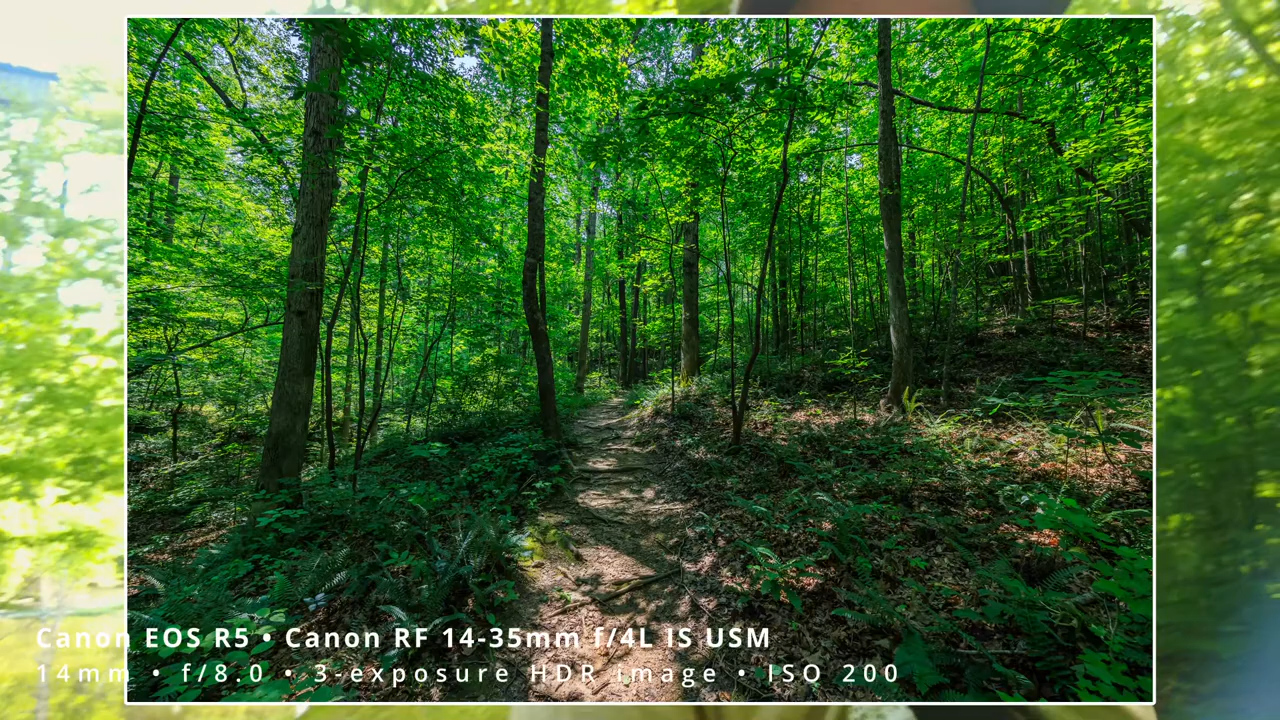 Canon EOS R5 • Canon RF 14-35mm f/4L IS USM
14mm • f/8.0 • 3-exposure HDR image • ISO 200